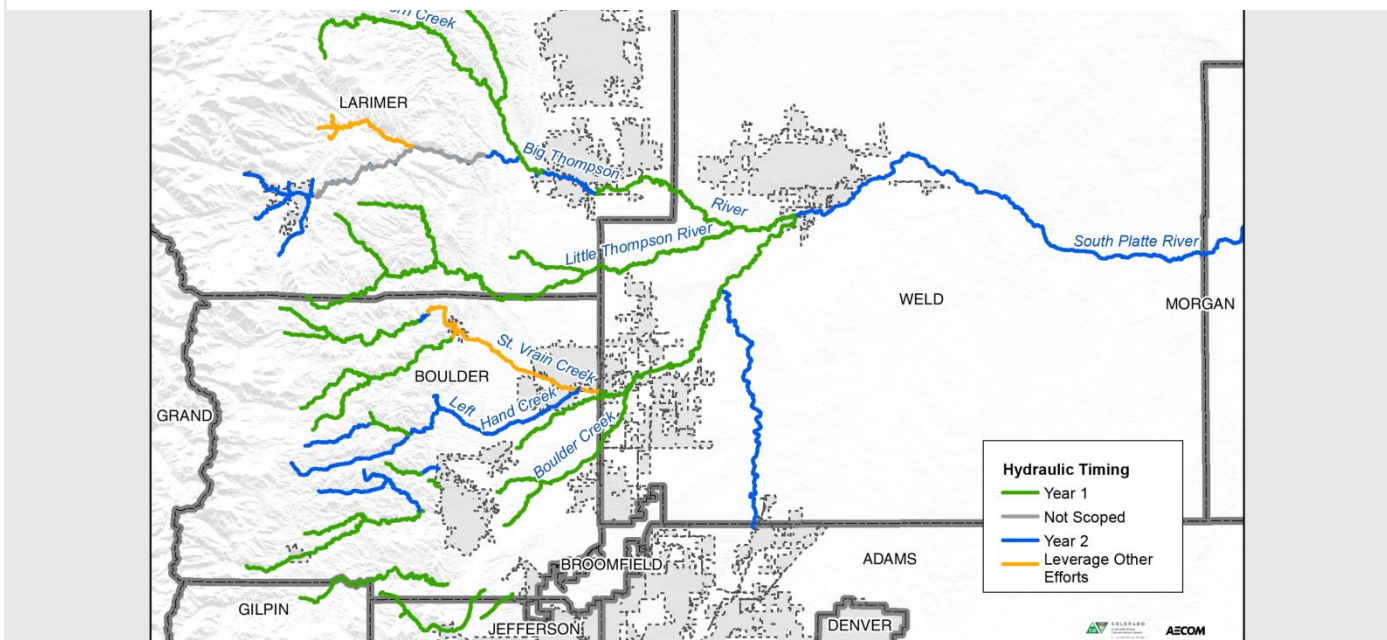 LARIMER
Big Thompson
River
Little Thompson River
South Platte River
WELD
MORGAN
St. Vrain Creek
BOULDER
GRAND
Left
Hand Creek
Boulder Creek
Hydraulic Timing
Year 1
Not Scoped
Year 2
Leverage Other
Efforts
BROOMFIELD
ADAMS
GILPIN
JEFFERSON
DENVER
COLORADO
AECOM